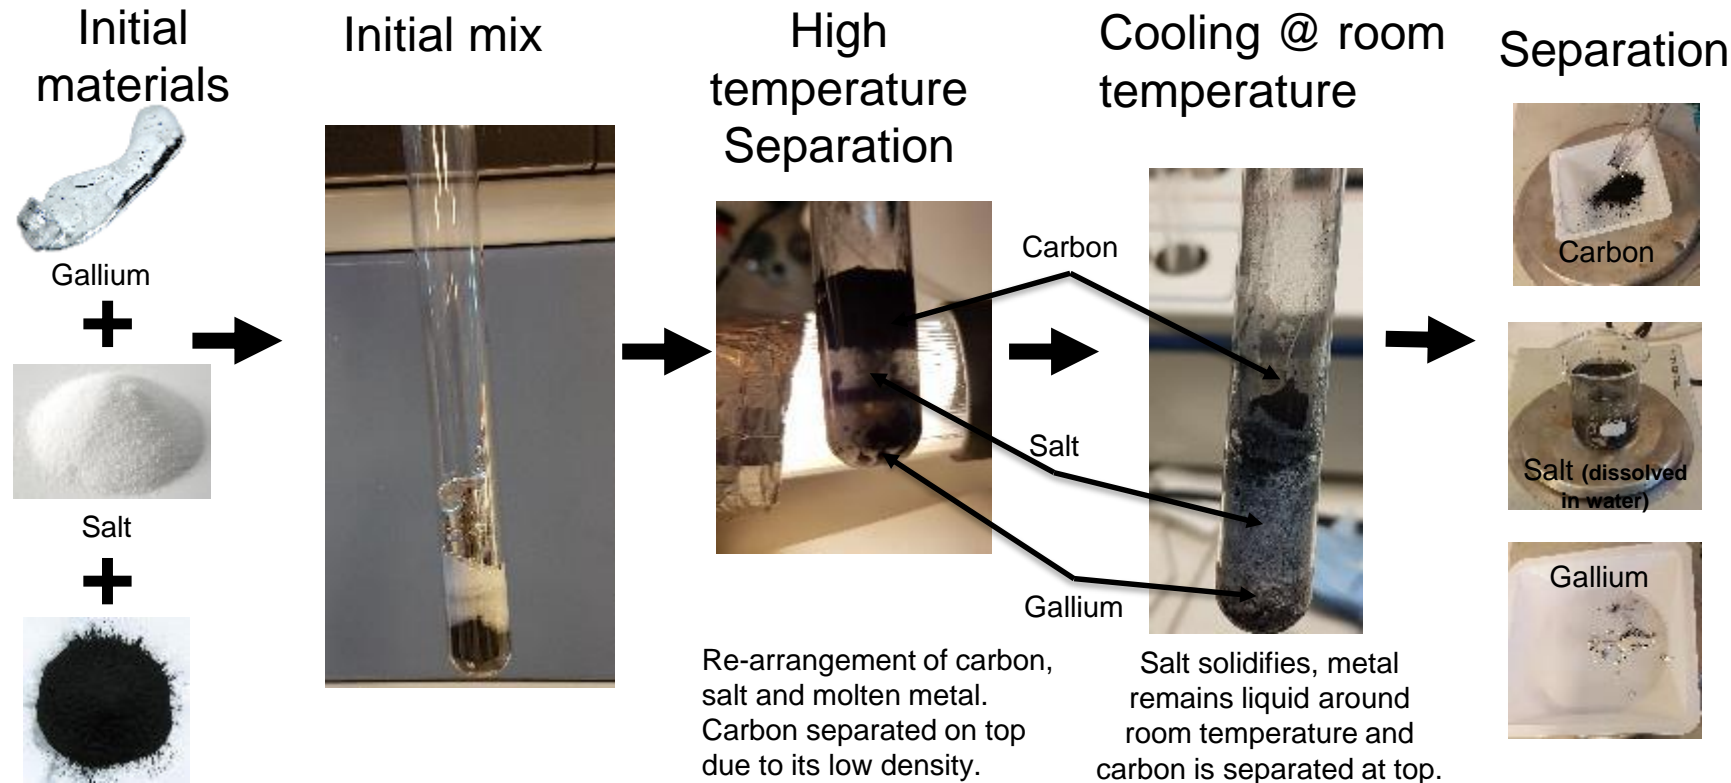 Initial
materials
Gallium
+
Salt
+
Initial mix
High
temperature
Separation
Carbon
Salt
Gallium
Re-arrangement of carbon,
salt and molten metal.
Carbon separated on top
due to its low density.
Cooling @ room
temperature
Salt solidifies, metal
remains liquid around
room temperature and
carbon is separated at top.
Separation
Carbon
Salt (dissolved
in water)
Gallium